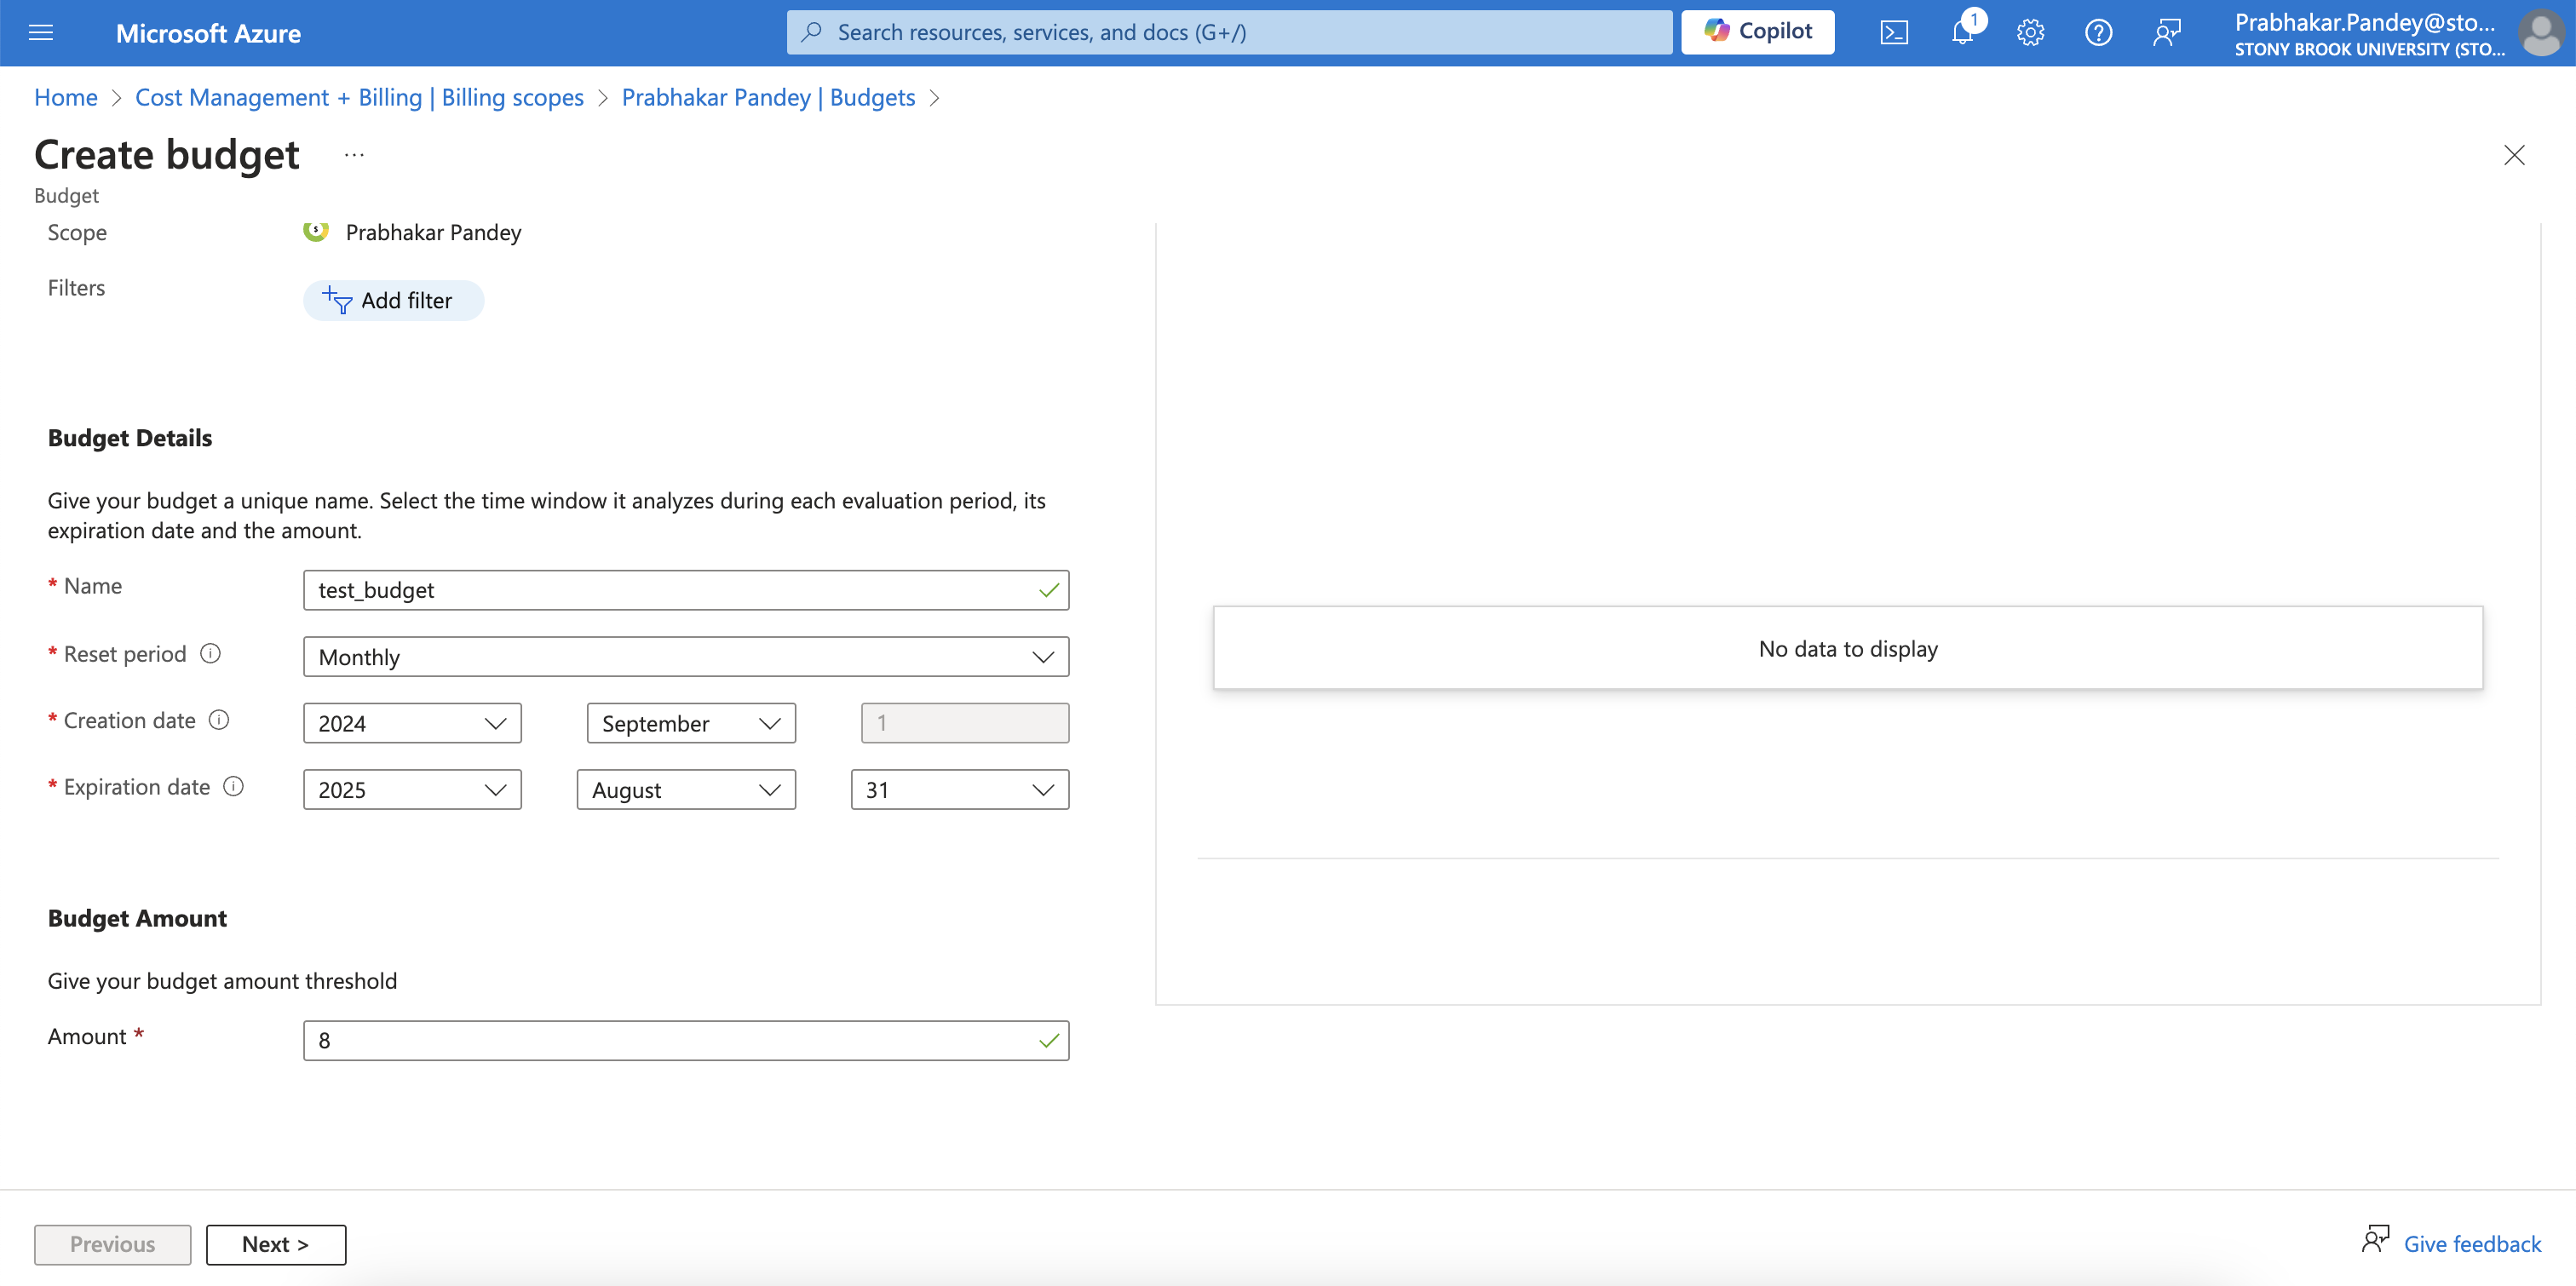 Microsoft Azure
Search resources, services, and docs (G+/)
Copilot
1
Prabhakar.Pandey@sto...
STONY BROOK UNIVERSITY (STO...
Home > Cost Management + Billing | Billing scopes > Prabhakar Pandey | Budgets >
Create budget ...
Budget
Scope Prabhakar Pandey
Filters Add filter
Budget Details
Give your budget a unique name. Select the time window it analyzes during each evaluation period, its
expiration date and the amount.
* Name test_budget
* Reset period Monthly
* Creation date 2024 September 1
* Expiration date 2025 August 31
Budget Amount
Give your budget amount threshold
Amount * 8
No data to display
Previous Next >
Give feedback